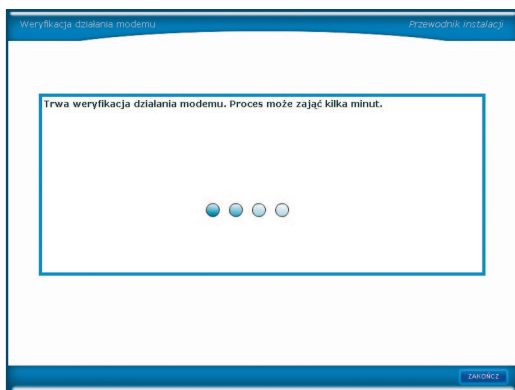 Weryfikacja działania modemu
Przewodnik instalacji
Trwa weryfikacja działania modemu. Proces może zająć kilka minut.
ZAKOŃCZ